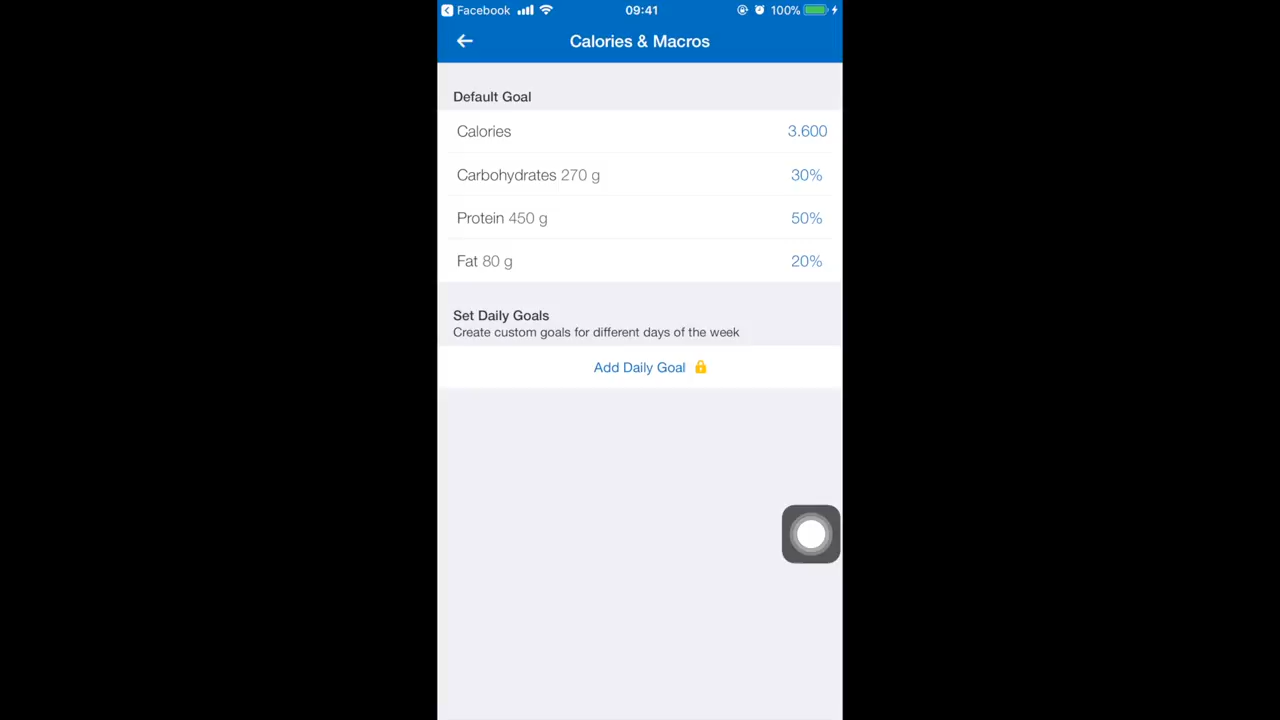 Facebook 09:41 100%
Calories & Macros
Default Goal
Calories 3.600
Carbohydrates 270 g 30%
Protein 450 g 50%
Fat 80 g 20%
Set Daily Goals
Create custom goals for different days of the week
Add Daily Goal